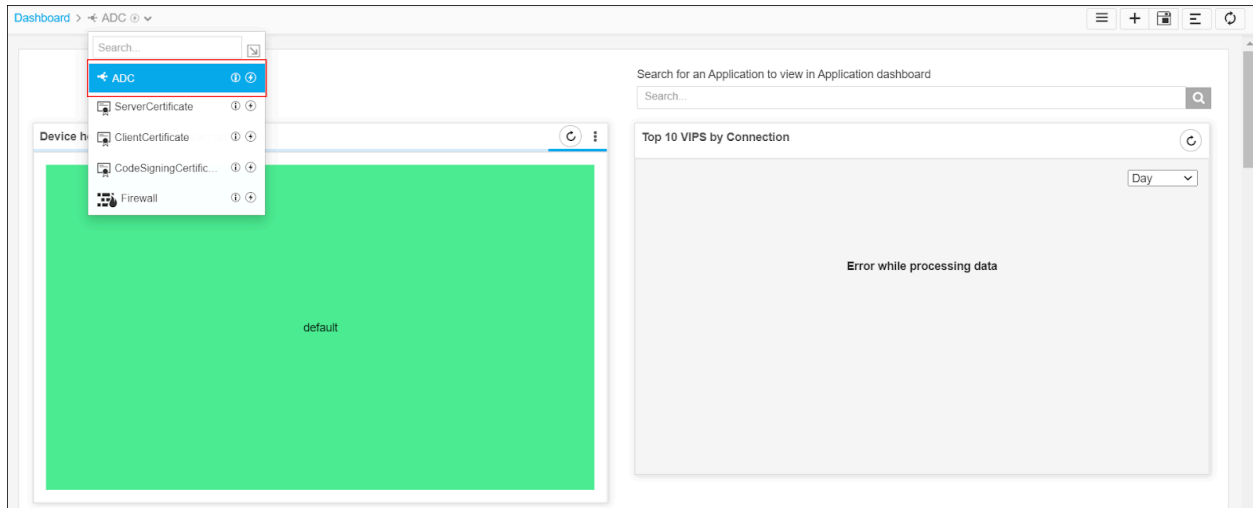 Dashboard > ADC
Search...
ADC
ServerCertificate
ClientCertificate
CodeSigningCertific...
Firewall
Search for an Application to view in Application dashboard
Search...
Device h
default
Top 10 VIPS by Connection
Day
Error while processing data